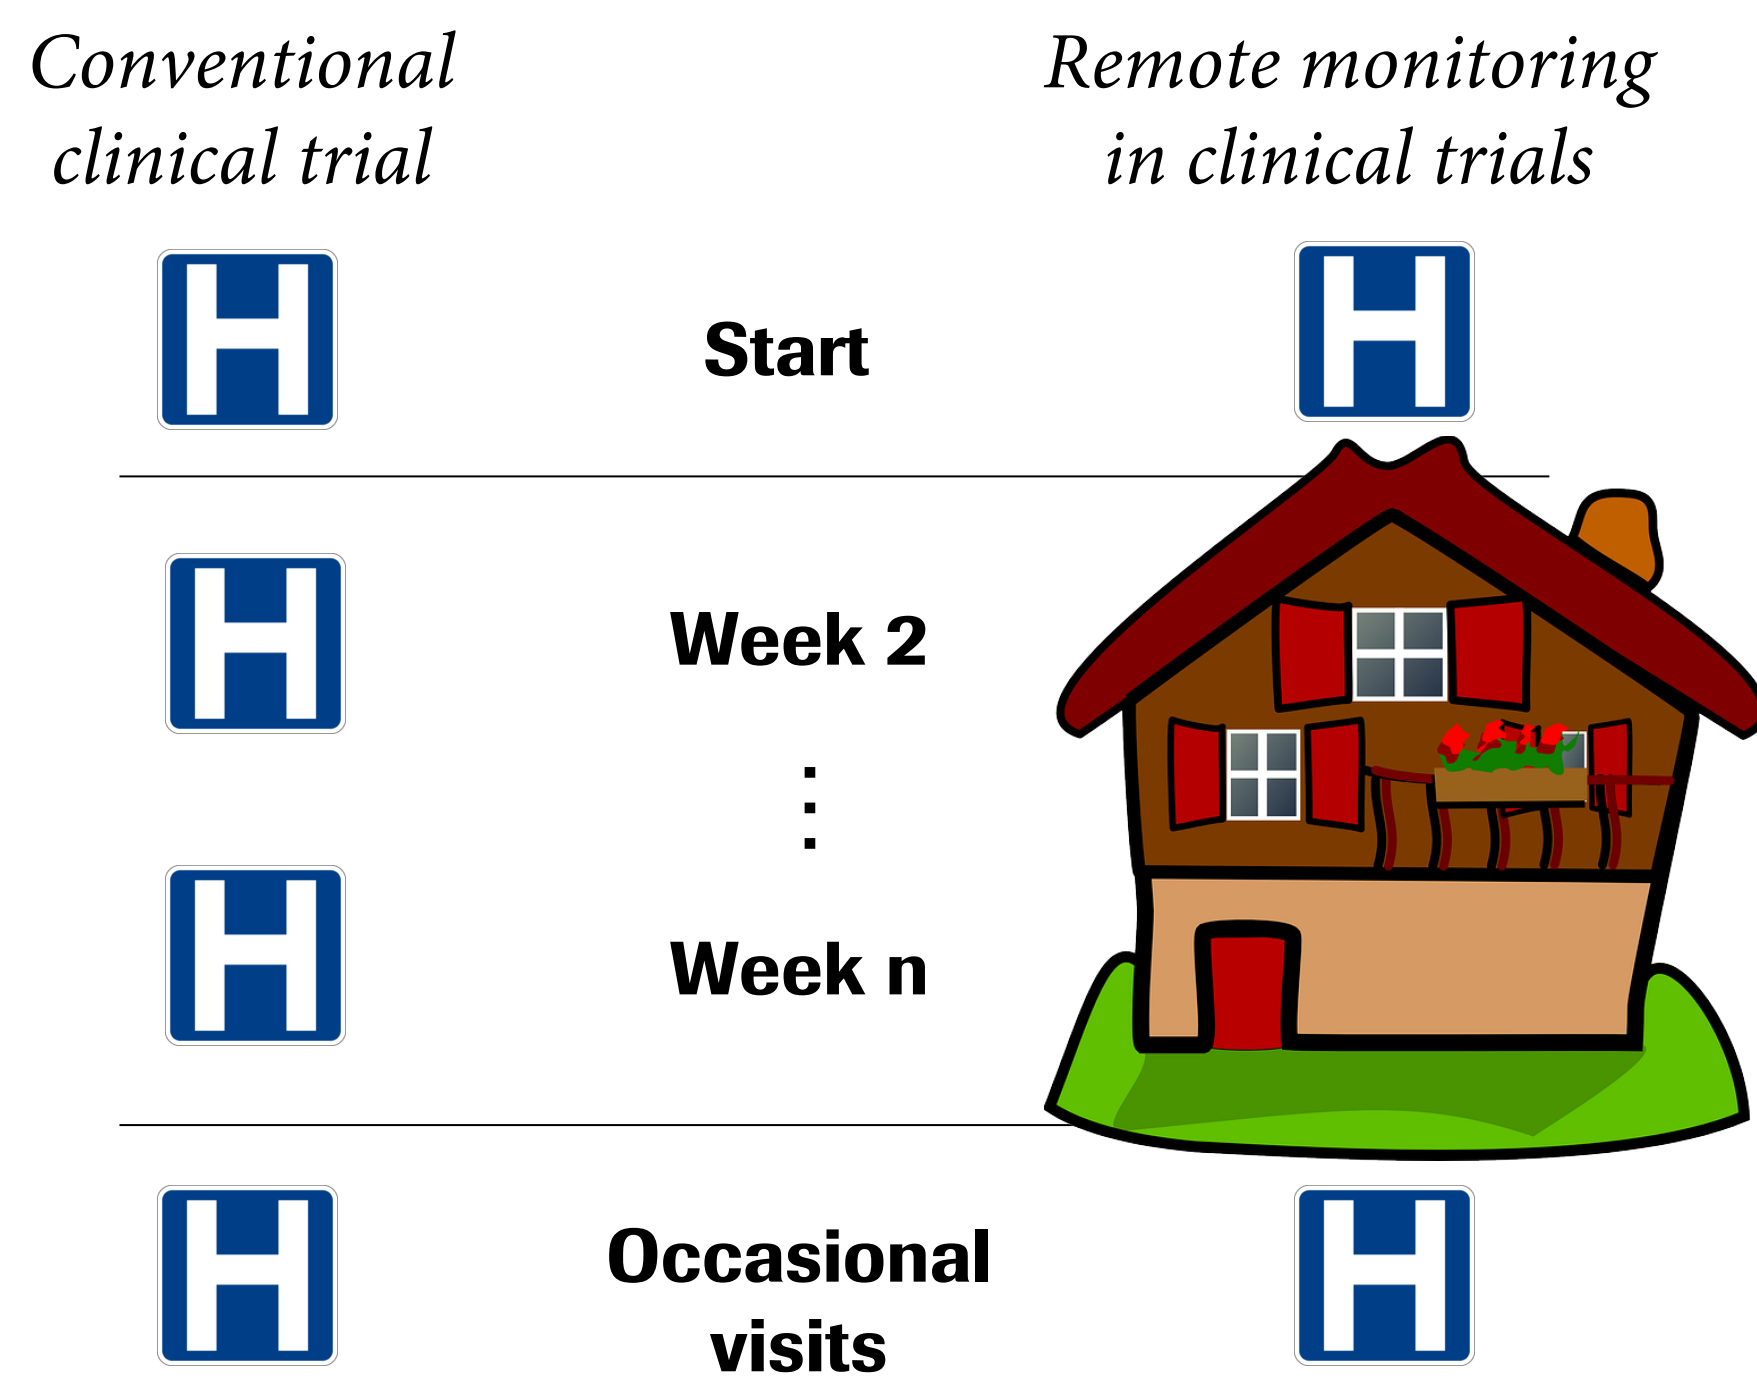 Conventional
clinical trial
Remote monitoring
in clinical trials
H
Start
H
H
Week 2
⋮
H
Week n
H
Occasional
visits
H